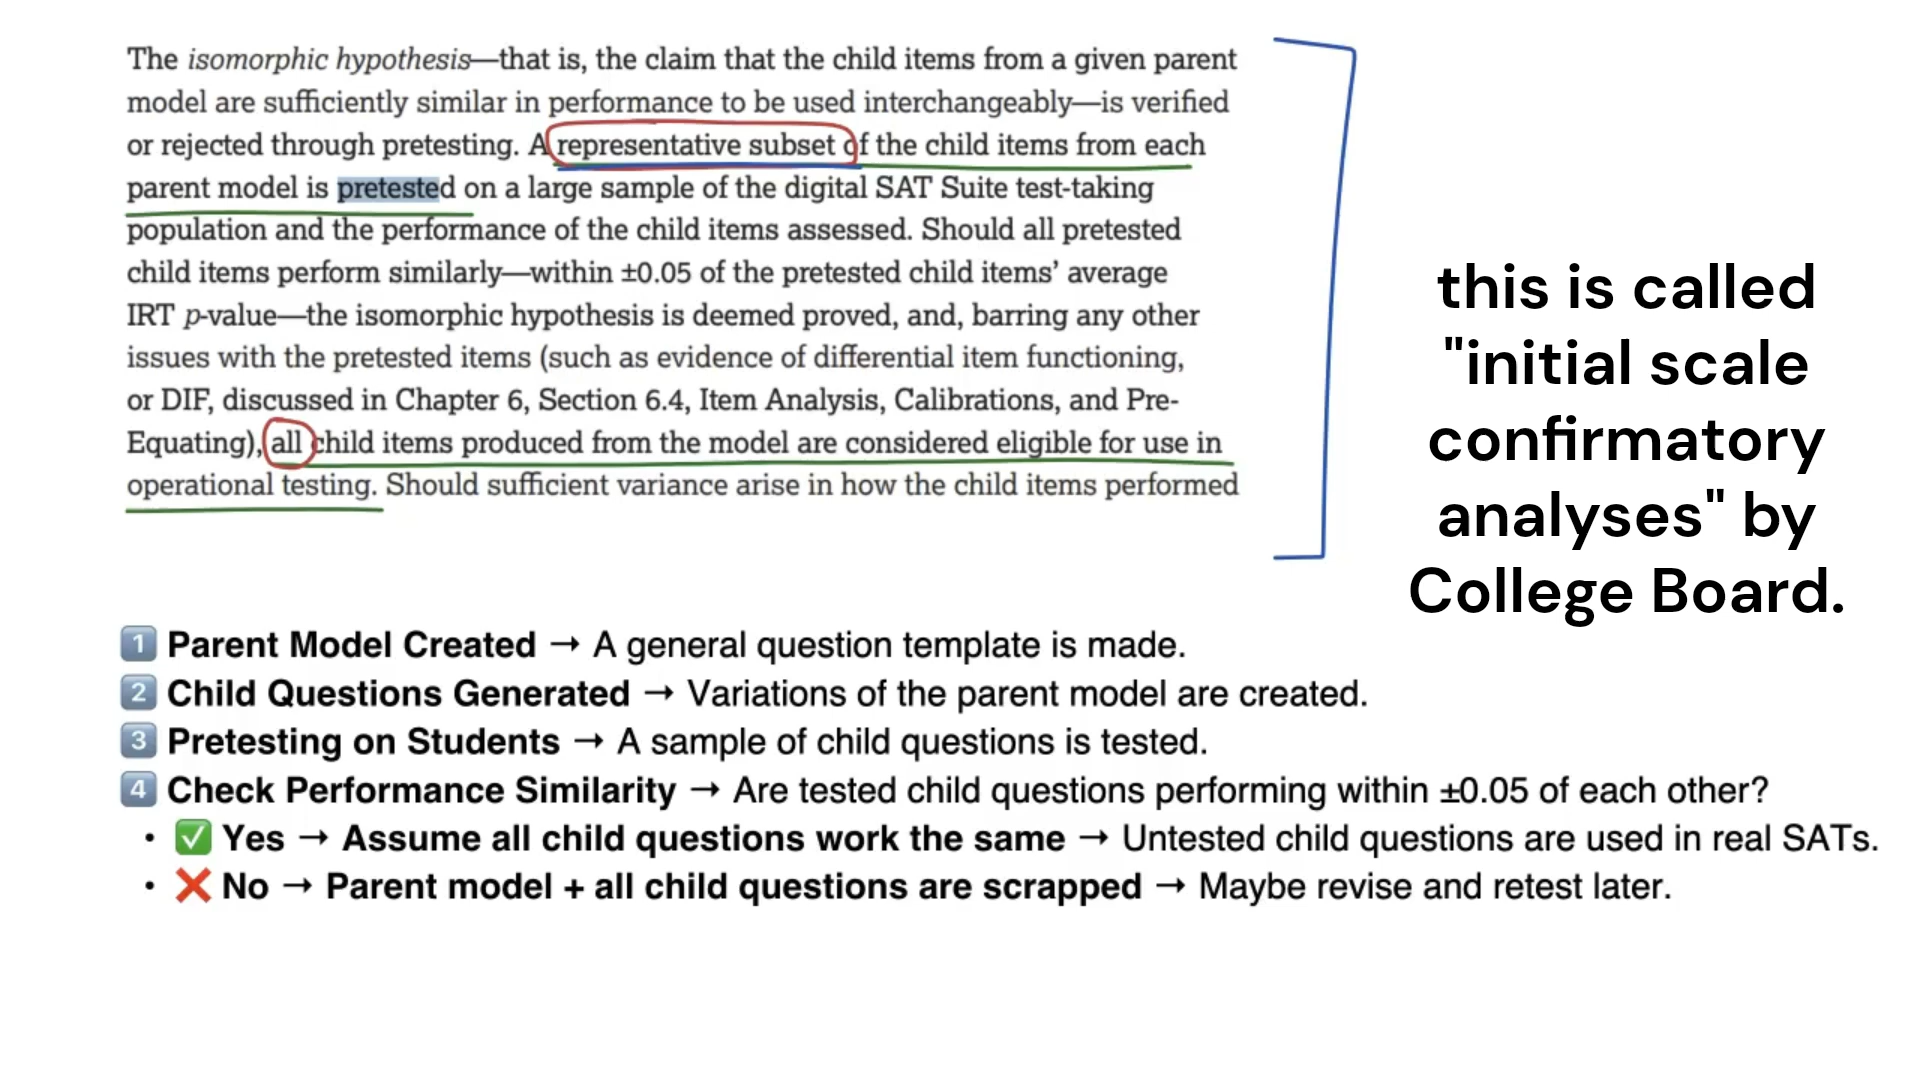 The isomorphic hypothesis—that is, the claim that the child items from a given parent
model are sufficiently similar in performance to be used interchangeably—is verified
or rejected through pretesting. A representative subset of the child items from each
parent model is pretested on a large sample of the digital SAT Suite test-taking
population and the performance of the child items assessed. Should all pretested
child items perform similarly—within ±0.05 of the pretested child items’ average
IRT p-value—the isomorphic hypothesis is deemed proved, and, barring any other
issues with the pretested items (such as evidence of differential item functioning,
or DIF, discussed in Chapter 6, Section 6.4, Item Analysis, Calibrations, and Pre-
Equating), all child items produced from the model are considered eligible for use in
operational testing. Should sufficient variance arise in how the child items performed
this is called
"initial scale
confirmatory
analyses" by
College Board.
1 Parent Model Created → A general question template is made.
2 Child Questions Generated → Variations of the parent model are created.
3 Pretesting on Students → A sample of child questions is tested.
4 Check Performance Similarity → Are tested child questions performing within ±0.05 of each other?
• ✅ Yes → Assume all child questions work the same → Untested child questions are used in real SATs.
• ❌ No → Parent model + all child questions are scrapped → Maybe revise and retest later.